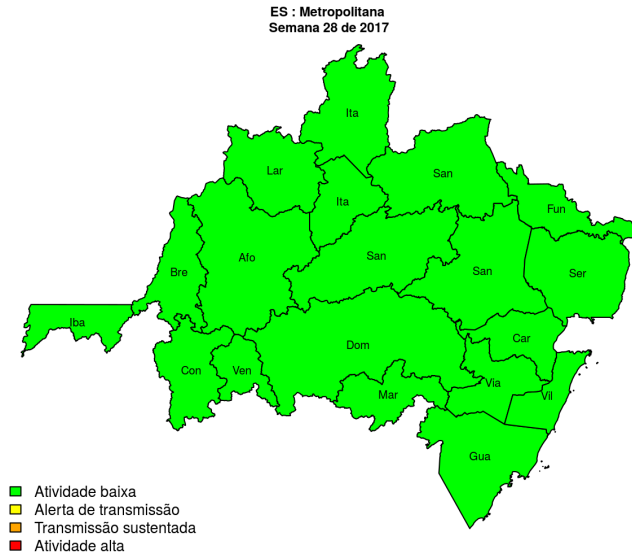 ES : Metropolitana
Semana 28 de 2017
Ita
Lar
San
Ita
Fun
Afo
San
San
Bre
Ser
Iba
Dom
Car
Con
Ven
Via
Mar
Vil
Gua
Atividade baixa
Alerta de transmissão
Transmissão sustentada
Atividade alta